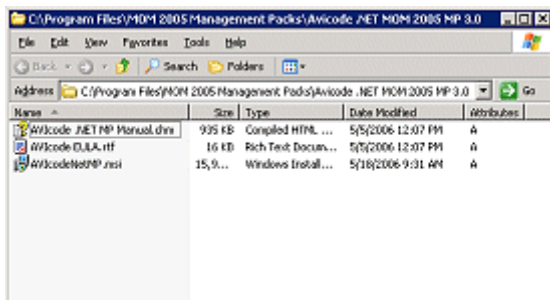 C:\Program Files\MOM 2005 Management Packs\Avicode .NET MOM 2005 MP 3.0
File Edit View Favorites Tools Help
Back Search Folders
Address C:\Program Files\MOM 2005 Management Packs\Avicode .NET MOM 2005 MP 3.0 Go
Name Size Type Date Modified Attributes
AVIcode .NET MP Manual.chm 935 KB Compiled HTML ... 5/5/2006 12:07 PM A
AVIcode EULA.rtf 16 KB Rich Text Docum... 5/5/2006 12:07 PM A
AVIcodeNetMP.msi 15,9... Windows Install... 5/18/2006 9:31 AM A